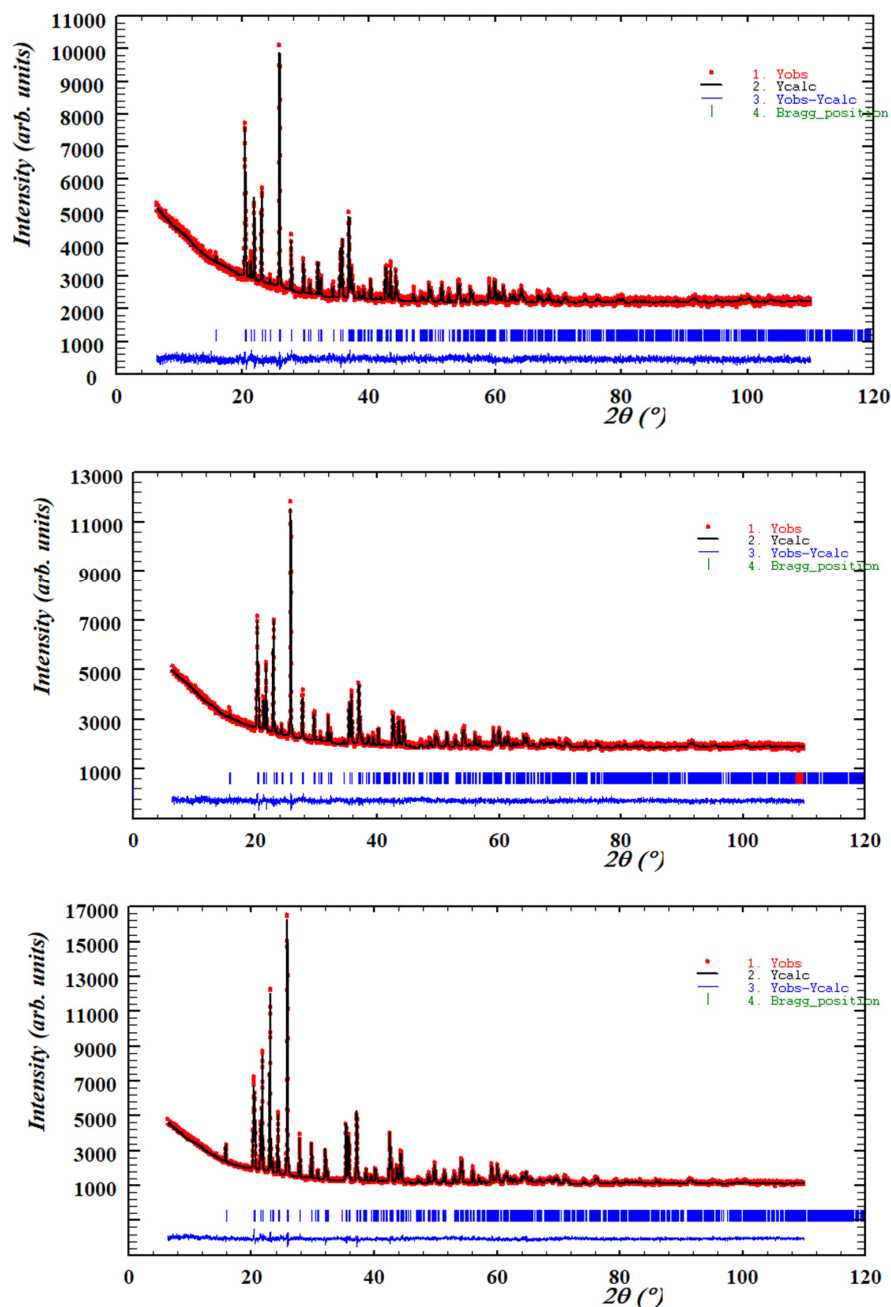 11000
10000
9000
8000
7000
6000
5000
4000
3000
2000
1000
0
Intensity (arb. units)
1. Yobs
2. Ycalc
3. Yobs-Ycalc
4. Bragg_position
0 20 40 60 80 100 120
2θ (°)
13000
11000
9000
7000
5000
3000
1000
Intensity (arb. units)
1. Yobs
2. Ycalc
3. Yobs-Ycalc
4. Bragg_position
0 20 40 60 80 100 120
2θ (°)
17000
15000
13000
11000
9000
7000
5000
3000
1000
Intensity (arb. units)
1. Yobs
2. Ycalc
3. Yobs-Ycalc
4. Bragg_position
0 20 40 60 80 100 120
2θ (°)